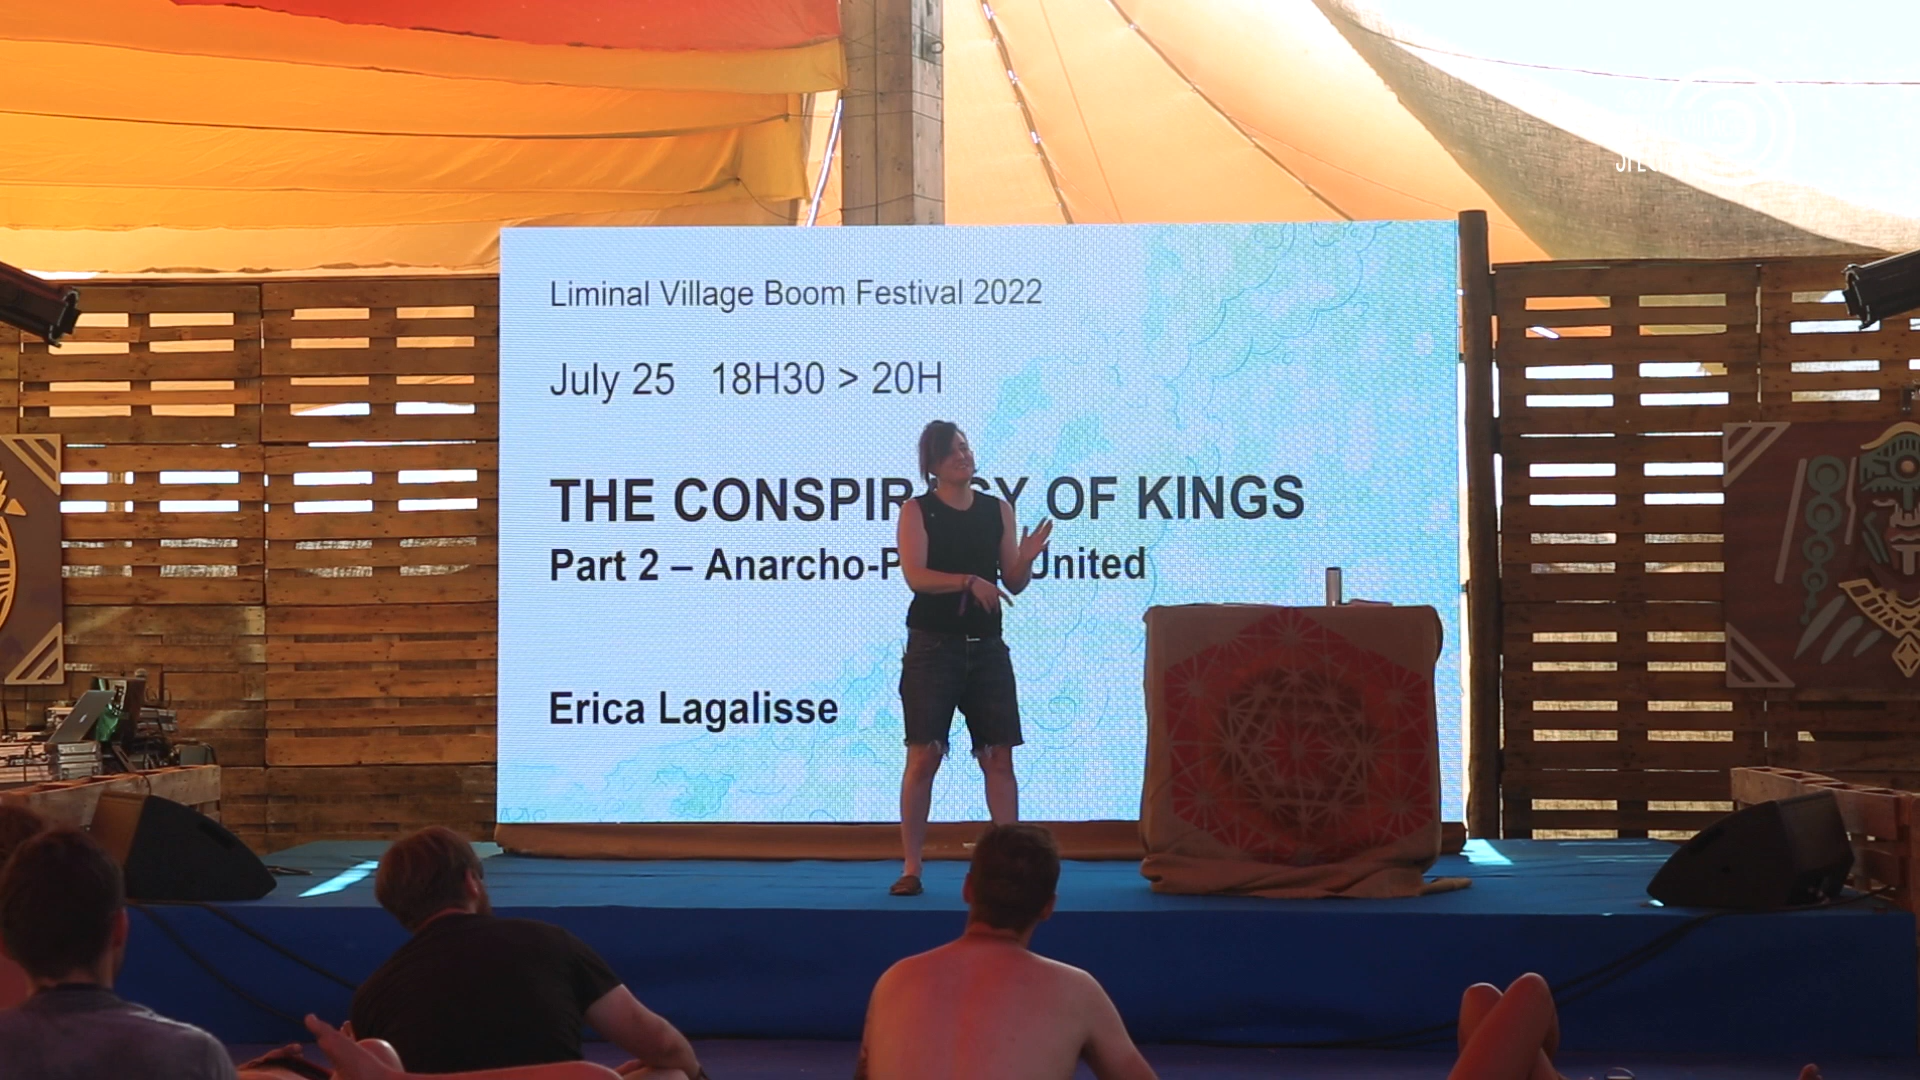 Liminal Village Boom Festival 2022
July 25 18H30 > 20H
THE CONSPIR Y OF KINGS
Part 2 – Anarcho-P United
Erica Lagalisse